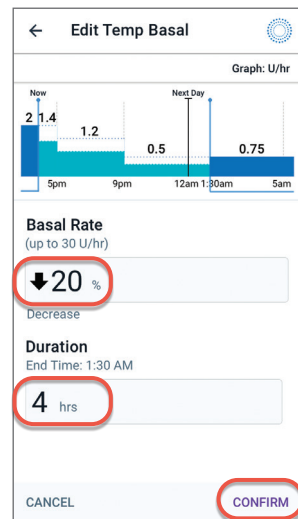 Edit Temp Basal
Graph: U/hr
Now
Next Day
2 1.4
1.2
0.5
0.75
5pm 9pm 12am 1:30am 5am
Basal Rate
(up to 30 U/hr)
20 %
Decrease
Duration
End Time: 1:30 AM
4 hrs
CANCEL CONFIRM